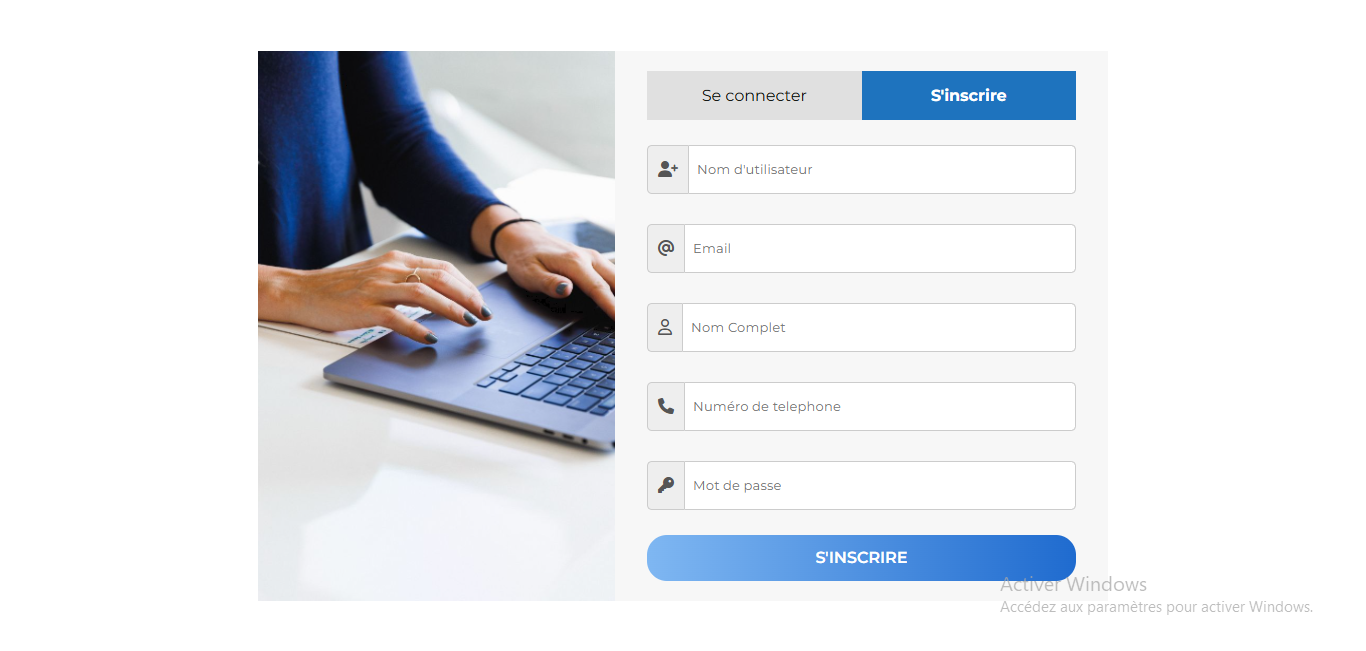 Se connecter
S'inscrire
Nom d'utilisateur
Email
Nom Complet
Numéro de telephone
Mot de passe
S'INSCRIRE
Activer Windows
Accédez aux paramètres pour activer Windows.